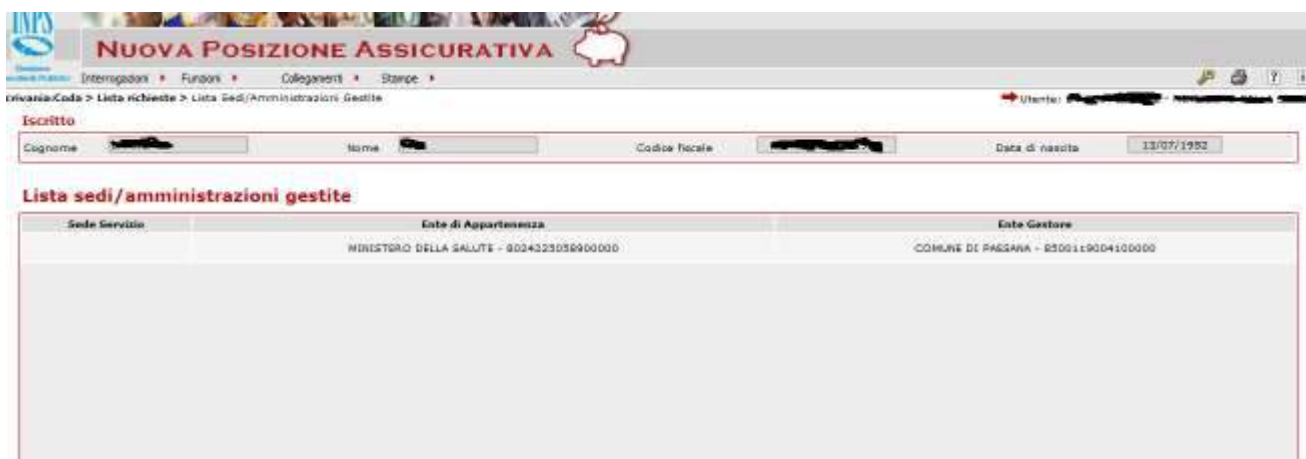 INPS
NUOVA POSIZIONE ASSICURATIVA
Interrogazioni Funzioni Collegamenti Stampe ?
crivania:Coda > Lista richieste > Lista Sedi/Amministrazioni Gestite Utente:
Iscritto
Cognome Nome Codice fiscale Data di nascita 13/07/1952
Lista sedi/amministrazioni gestite
Sede Servizio Ente di Appartenenza Ente Gestore
MINISTERO DELLA SALUTE - COMUNE DI PASSANA -